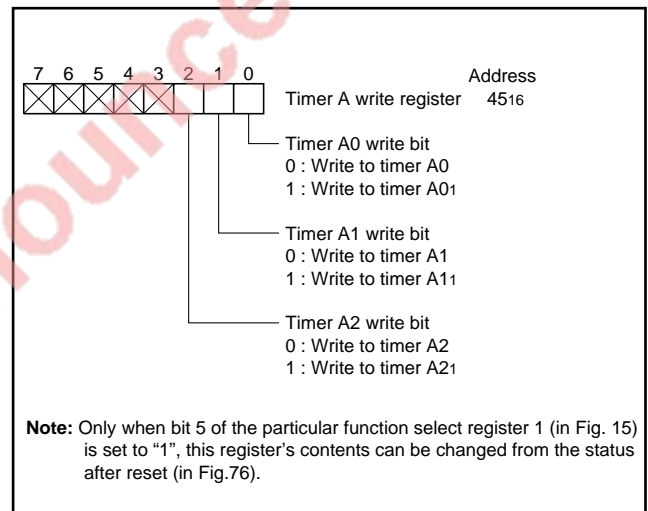 7 6 5 4 3 2 1 0
Address
Timer A write register 4516
Timer A0 write bit
0 : Write to timer A0
1 : Write to timer A01
Timer A1 write bit
0 : Write to timer A1
1 : Write to timer A11
Timer A2 write bit
0 : Write to timer A2
1 : Write to timer A21
Note: Only when bit 5 of the particular function select register 1 (in Fig. 15)
is set to “1”, this register’s contents can be changed from the status
after reset (in Fig.76).
ounce